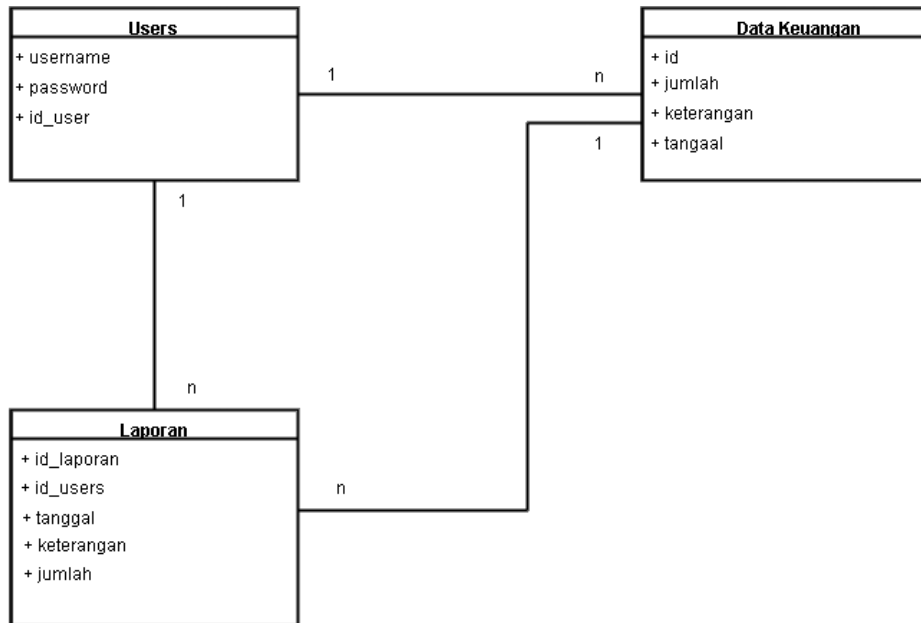 Users
+ username
+ password
+ id_user
1
n
Data Keuangan
+ id
+ jumlah
+ keterangan
+ tangaal
1
1
n
Laporan
+ id_laporan
+ id_users
+ tanggal
+ keterangan
+ jumlah
n